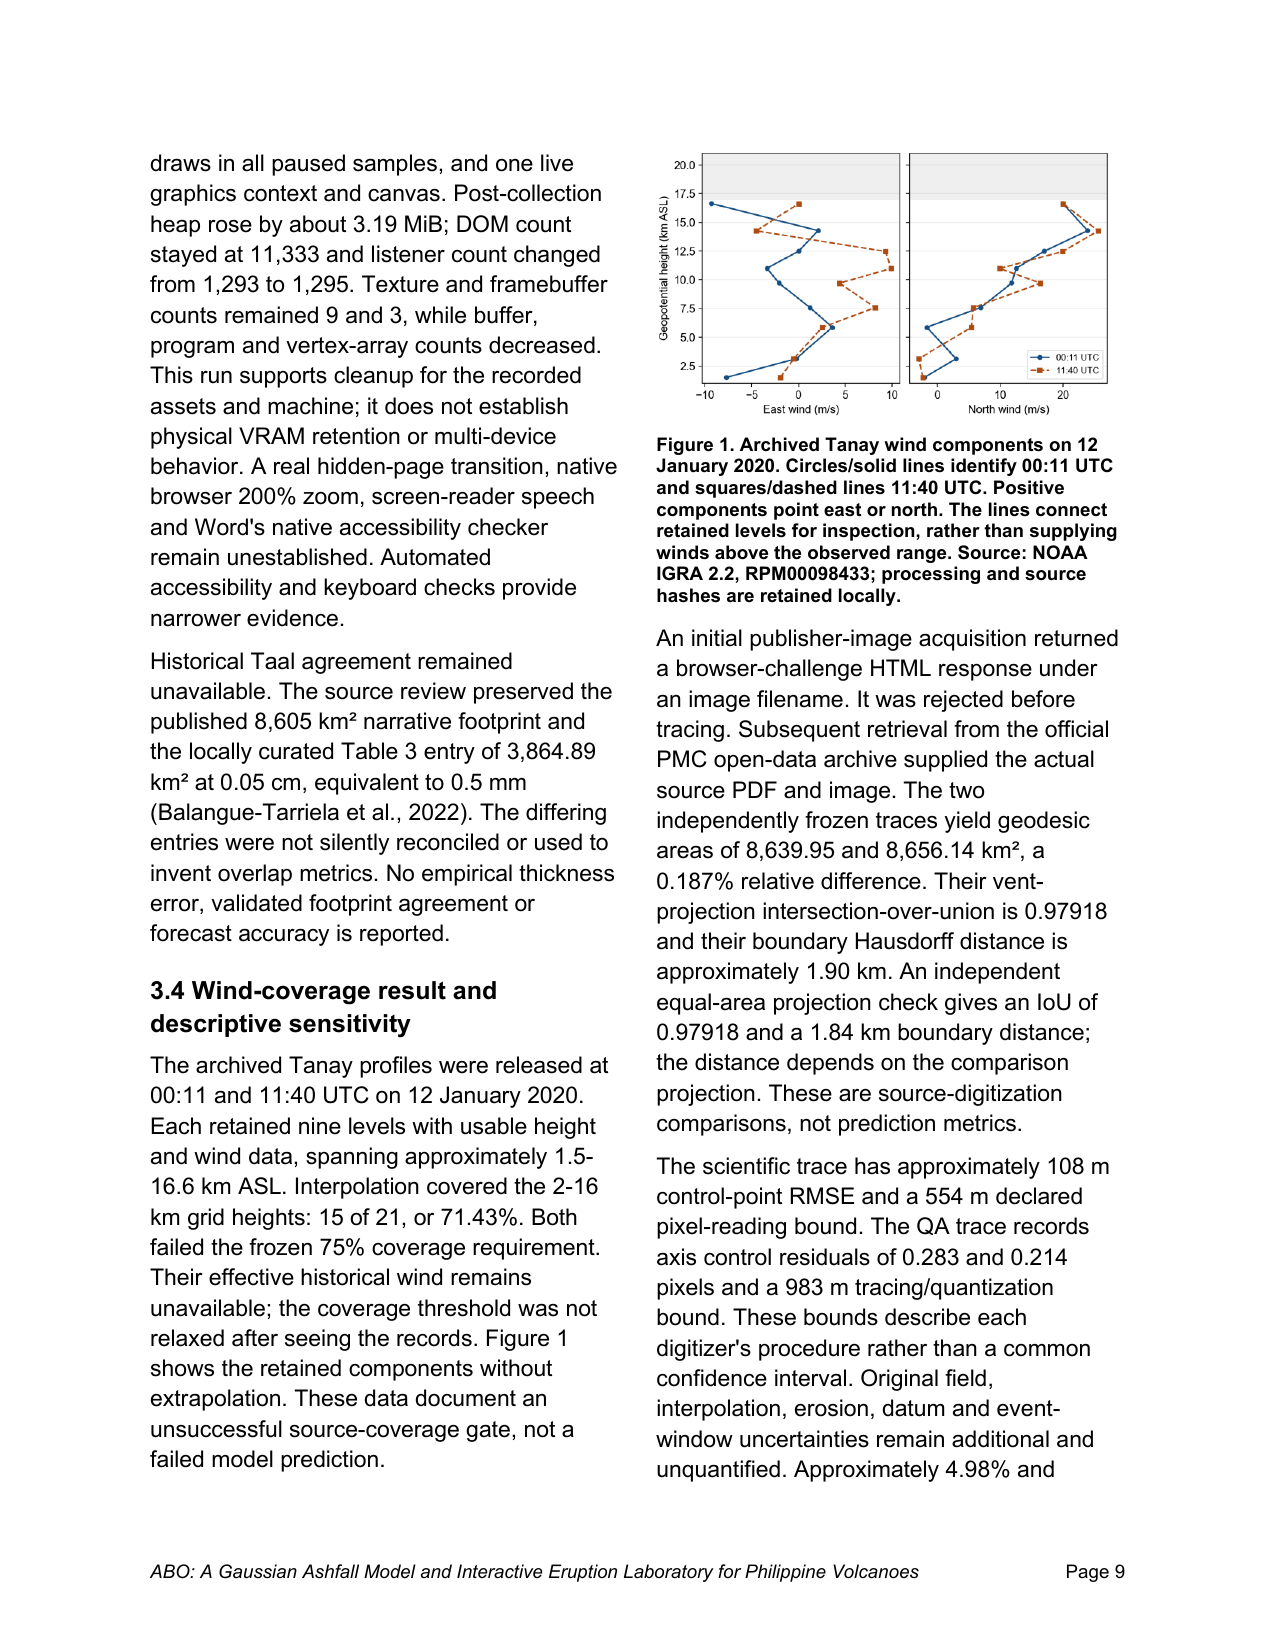 draws in all paused samples, and one live
graphics context and canvas. Post-collection
heap rose by about 3.19 MiB; DOM count
stayed at 11,333 and listener count changed
from 1,293 to 1,295. Texture and framebuffer
counts remained 9 and 3, while buffer,
program and vertex-array counts decreased.
This run supports cleanup for the recorded
assets and machine; it does not establish
physical VRAM retention or multi-device
behavior. A real hidden-page transition, native
browser 200% zoom, screen-reader speech
and Word's native accessibility checker
remain unestablished. Automated
accessibility and keyboard checks provide
narrower evidence.
Historical Taal agreement remained
unavailable. The source review preserved the
published 8,605 km² narrative footprint and
the locally curated Table 3 entry of 3,864.89
km² at 0.05 cm, equivalent to 0.5 mm
(Balangue-Tarriela et al., 2022). The differing
entries were not silently reconciled or used to
invent overlap metrics. No empirical thickness
error, validated footprint agreement or
forecast accuracy is reported.
3.4 Wind-coverage result and
descriptive sensitivity
The archived Tanay profiles were released at
00:11 and 11:40 UTC on 12 January 2020.
Each retained nine levels with usable height
and wind data, spanning approximately 1.5-
16.6 km ASL. Interpolation covered the 2-16
km grid heights: 15 of 21, or 71.43%. Both
failed the frozen 75% coverage requirement.
Their effective historical wind remains
unavailable; the coverage threshold was not
relaxed after seeing the records. Figure 1
shows the retained components without
extrapolation. These data document an
unsuccessful source-coverage gate, not a
failed model prediction.
Geopotential height (km ASL)
20.0
17.5
15.0
12.5
10.0
7.5
5.0
2.5
−10 −5 0 5 10
East wind (m/s)
0 10 20
North wind (m/s)
00:11 UTC
11:40 UTC
Figure 1. Archived Tanay wind components on 12
January 2020. Circles/solid lines identify 00:11 UTC
and squares/dashed lines 11:40 UTC. Positive
components point east or north. The lines connect
retained levels for inspection, rather than supplying
winds above the observed range. Source: NOAA
IGRA 2.2, RPM00098433; processing and source
hashes are retained locally.
An initial publisher-image acquisition returned
a browser-challenge HTML response under
an image filename. It was rejected before
tracing. Subsequent retrieval from the official
PMC open-data archive supplied the actual
source PDF and image. The two
independently frozen traces yield geodesic
areas of 8,639.95 and 8,656.14 km², a
0.187% relative difference. Their vent-
projection intersection-over-union is 0.97918
and their boundary Hausdorff distance is
approximately 1.90 km. An independent
equal-area projection check gives an IoU of
0.97918 and a 1.84 km boundary distance;
the distance depends on the comparison
projection. These are source-digitization
comparisons, not prediction metrics.
The scientific trace has approximately 108 m
control-point RMSE and a 554 m declared
pixel-reading bound. The QA trace records
axis control residuals of 0.283 and 0.214
pixels and a 983 m tracing/quantization
bound. These bounds describe each
digitizer's procedure rather than a common
confidence interval. Original field,
interpolation, erosion, datum and event-
window uncertainties remain additional and
unquantified. Approximately 4.98% and
ABO: A Gaussian Ashfall Model and Interactive Eruption Laboratory for Philippine Volcanoes Page 9